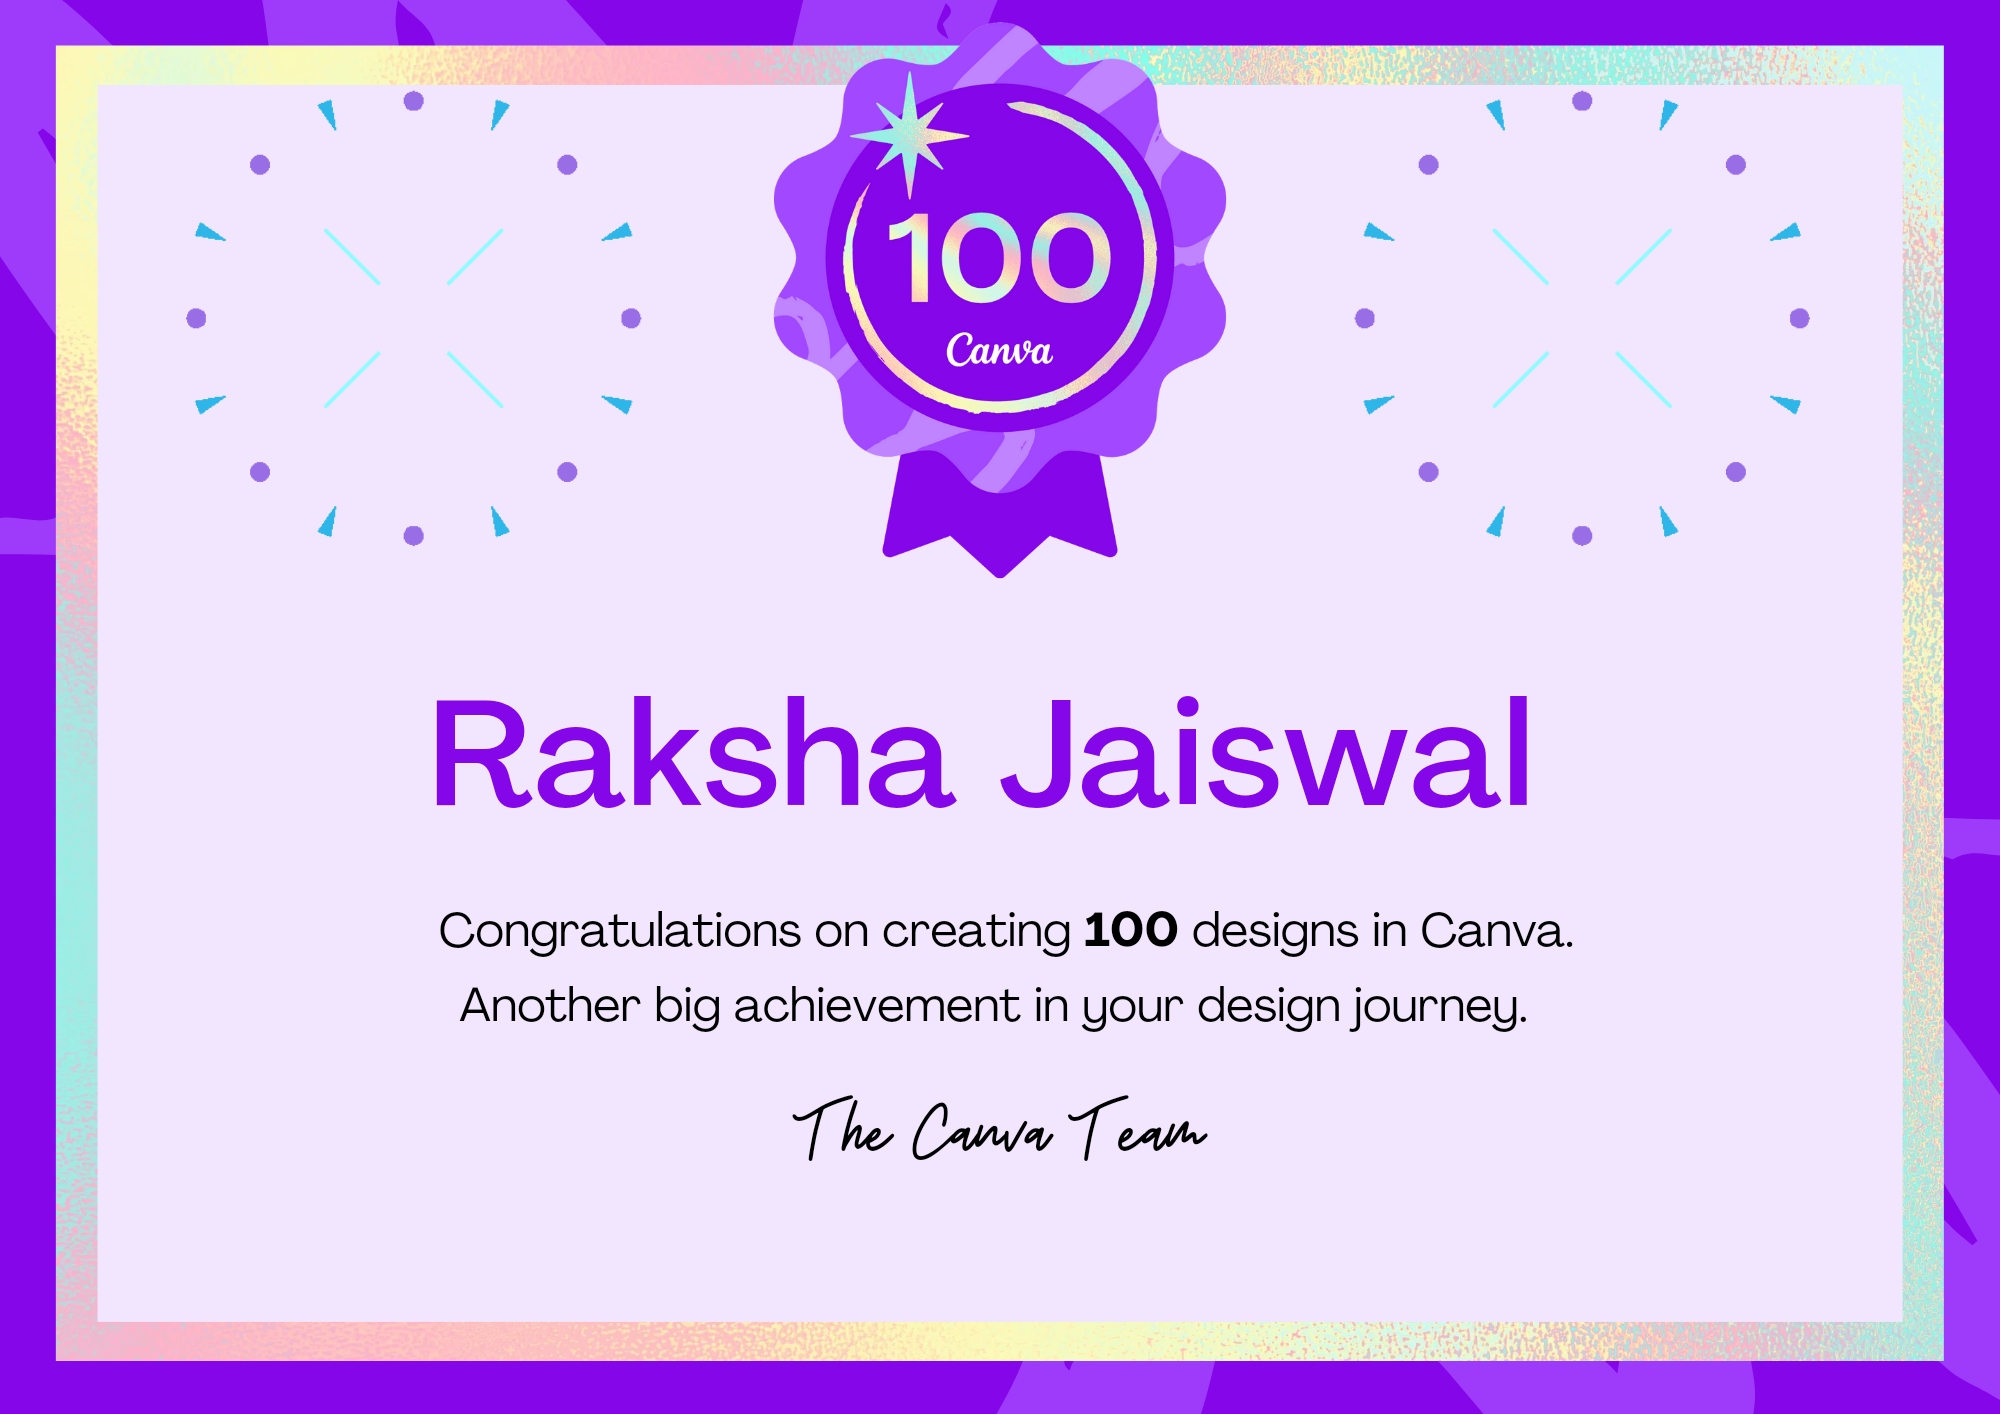 100
Canva
Raksha Jaiswal
Congratulations on creating 100 designs in Canva.
Another big achievement in your design journey.
The Canva Team